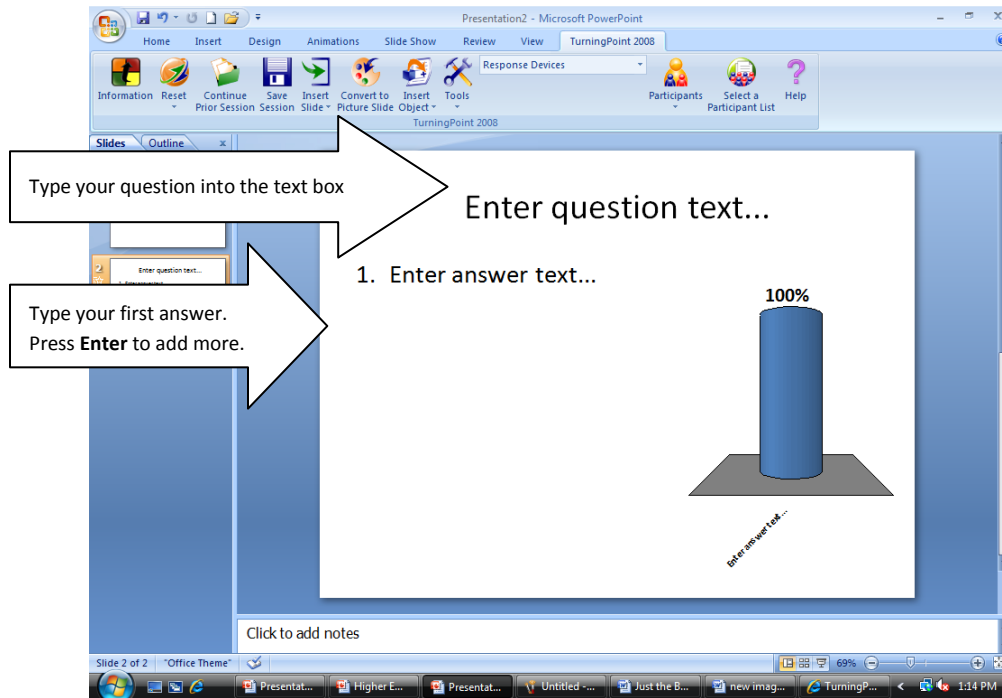 Presentation2 - Microsoft PowerPoint
Home Insert Design Animations Slide Show Review View TurningPoint 2008
Information Reset Continue Prior Session Save Session Insert Slide Convert to Picture Slide Insert Object Tools Response Devices Participants Select a Participant List Help
TurningPoint 2008
Slides Outline x
Type your question into the text box
Enter question text...
2 Enter question text...
1. Enter answer text...
Type your first answer.
Press Enter to add more.
100%
Enter answer text...
Click to add notes
Slide 2 of 2 "Office Theme" 69%
Presentat... Higher E... Presentat... Untitled -... Just the B... new imag... TurningP... < 1:14 PM